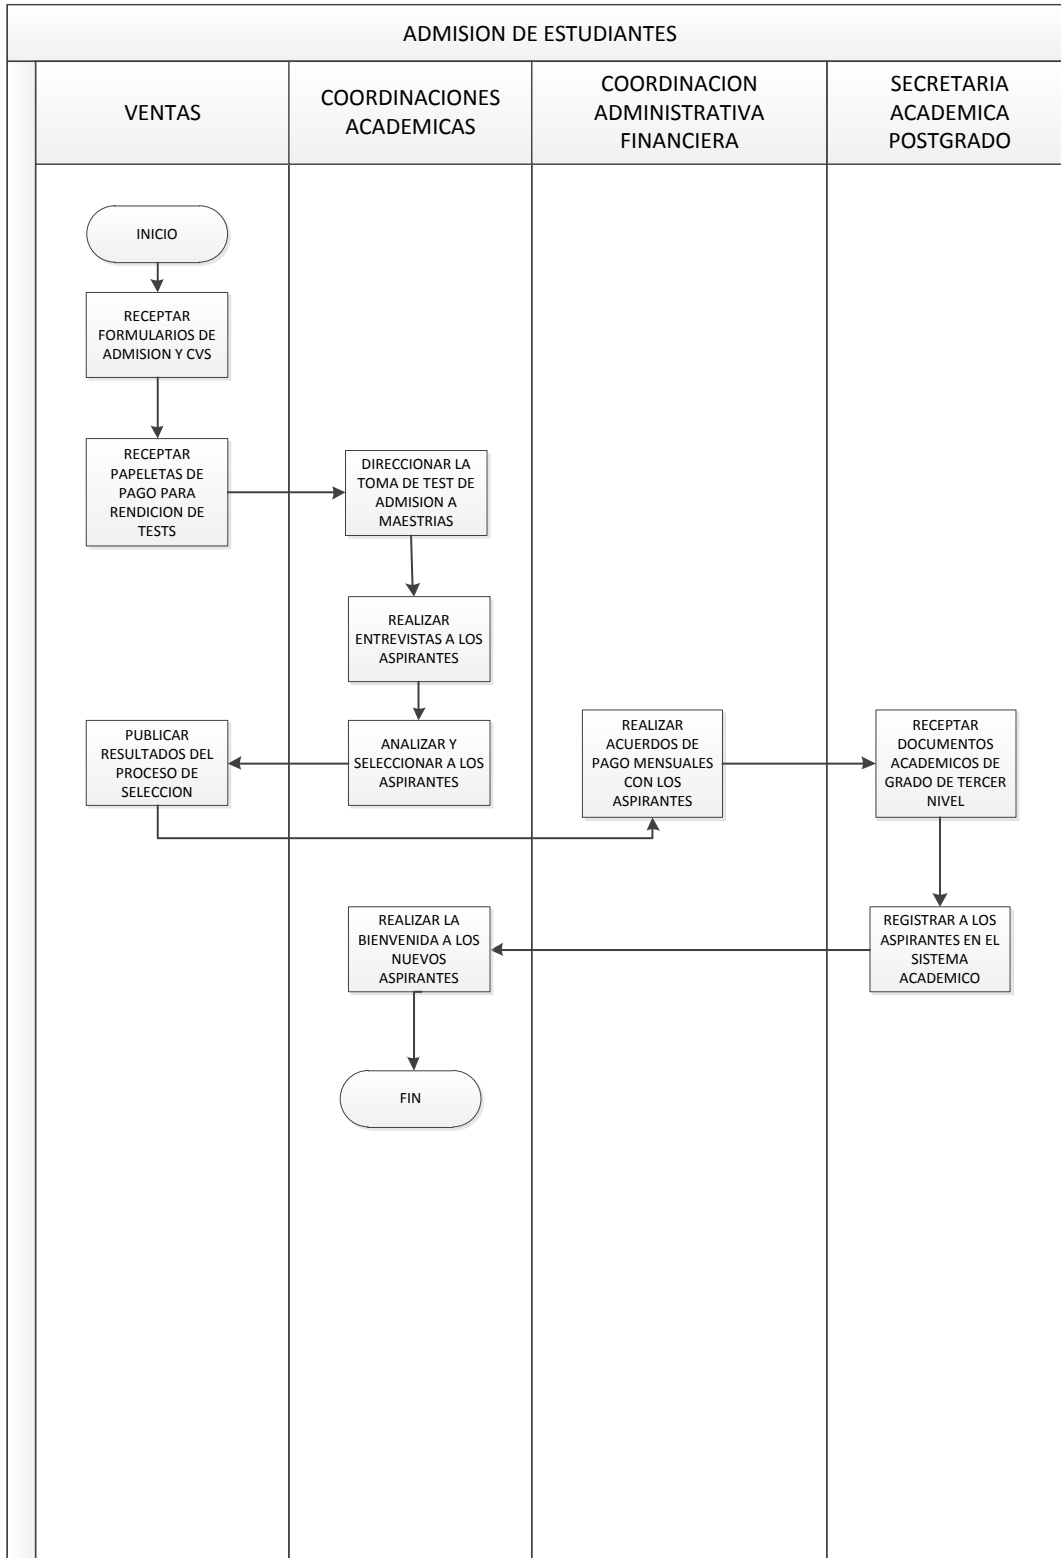 ADMISION DE ESTUDIANTES
VENTAS
COORDINACIONES
ACADEMICAS
COORDINACION
ADMINISTRATIVA
FINANCIERA
SECRETARIA
ACADEMICA
POSTGRADO
INICIO
RECEPTAR
FORMULARIOS DE
ADMISION Y CVS
RECEPTAR
PAPELETAS DE
PAGO PARA
RENDICION DE
TESTS
DIRECCIONAR LA
TOMA DE TEST DE
ADMISION A
MAESTRIAS
REALIZAR
ENTREVISTAS A LOS
ASPIRANTES
ANALIZAR Y
SELECCIONAR A LOS
ASPIRANTES
PUBLICAR
RESULTADOS DEL
PROCESO DE
SELECCION
REALIZAR
ACUERDOS DE
PAGO MENSUALES
CON LOS
ASPIRANTES
RECEPTAR
DOCUMENTOS
ACADEMICOS DE
GRADO DE TERCER
NIVEL
REGISTRAR A LOS
ASPIRANTES EN EL
SISTEMA
ACADEMICO
REALIZAR LA
BIENVENIDA A LOS
NUEVOS
ASPIRANTES
FIN